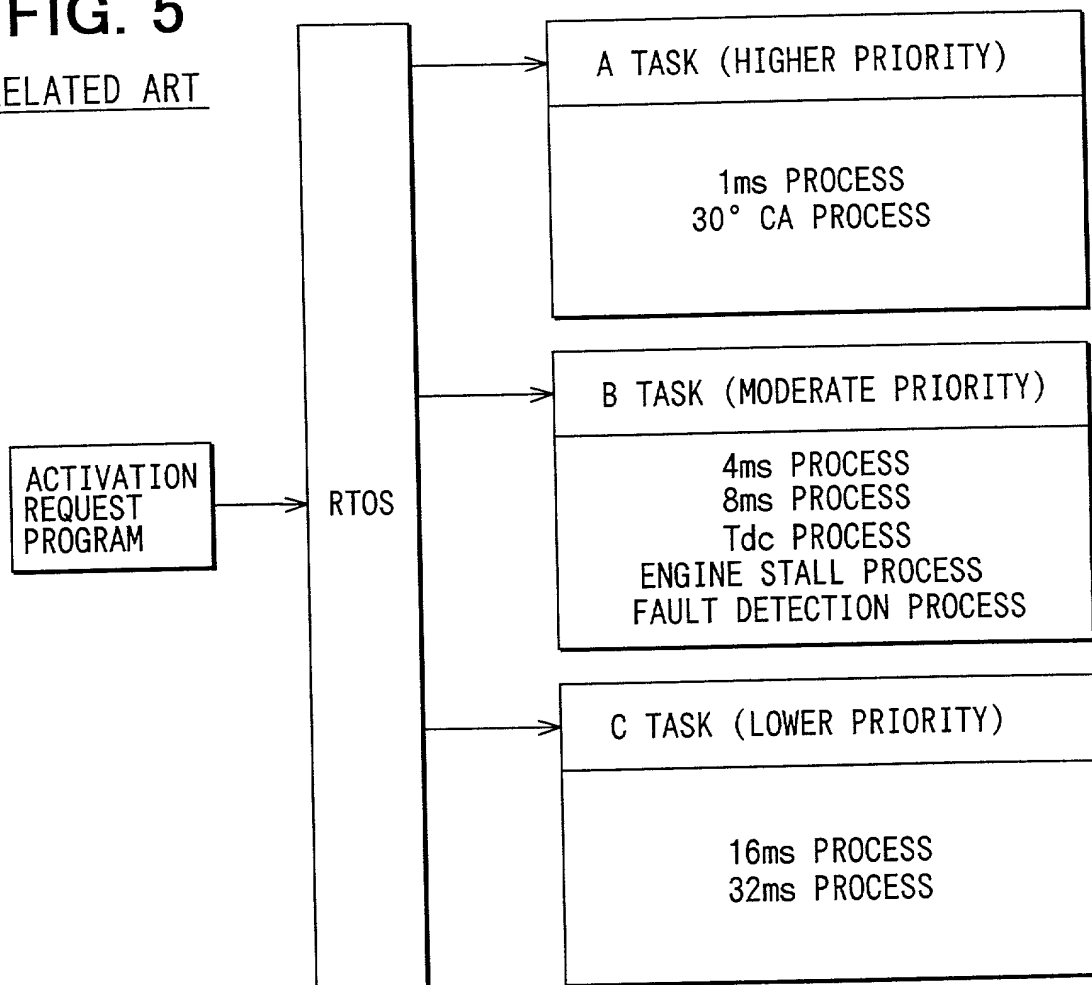 FIG. 5
RELATED ART
ACTIVATION
REQUEST
PROGRAM
RTOS
A TASK (HIGHER PRIORITY)
1ms PROCESS
30° CA PROCESS
B TASK (MODERATE PRIORITY)
4ms PROCESS
8ms PROCESS
Tdc PROCESS
ENGINE STALL PROCESS
FAULT DETECTION PROCESS
C TASK (LOWER PRIORITY)
16ms PROCESS
32ms PROCESS